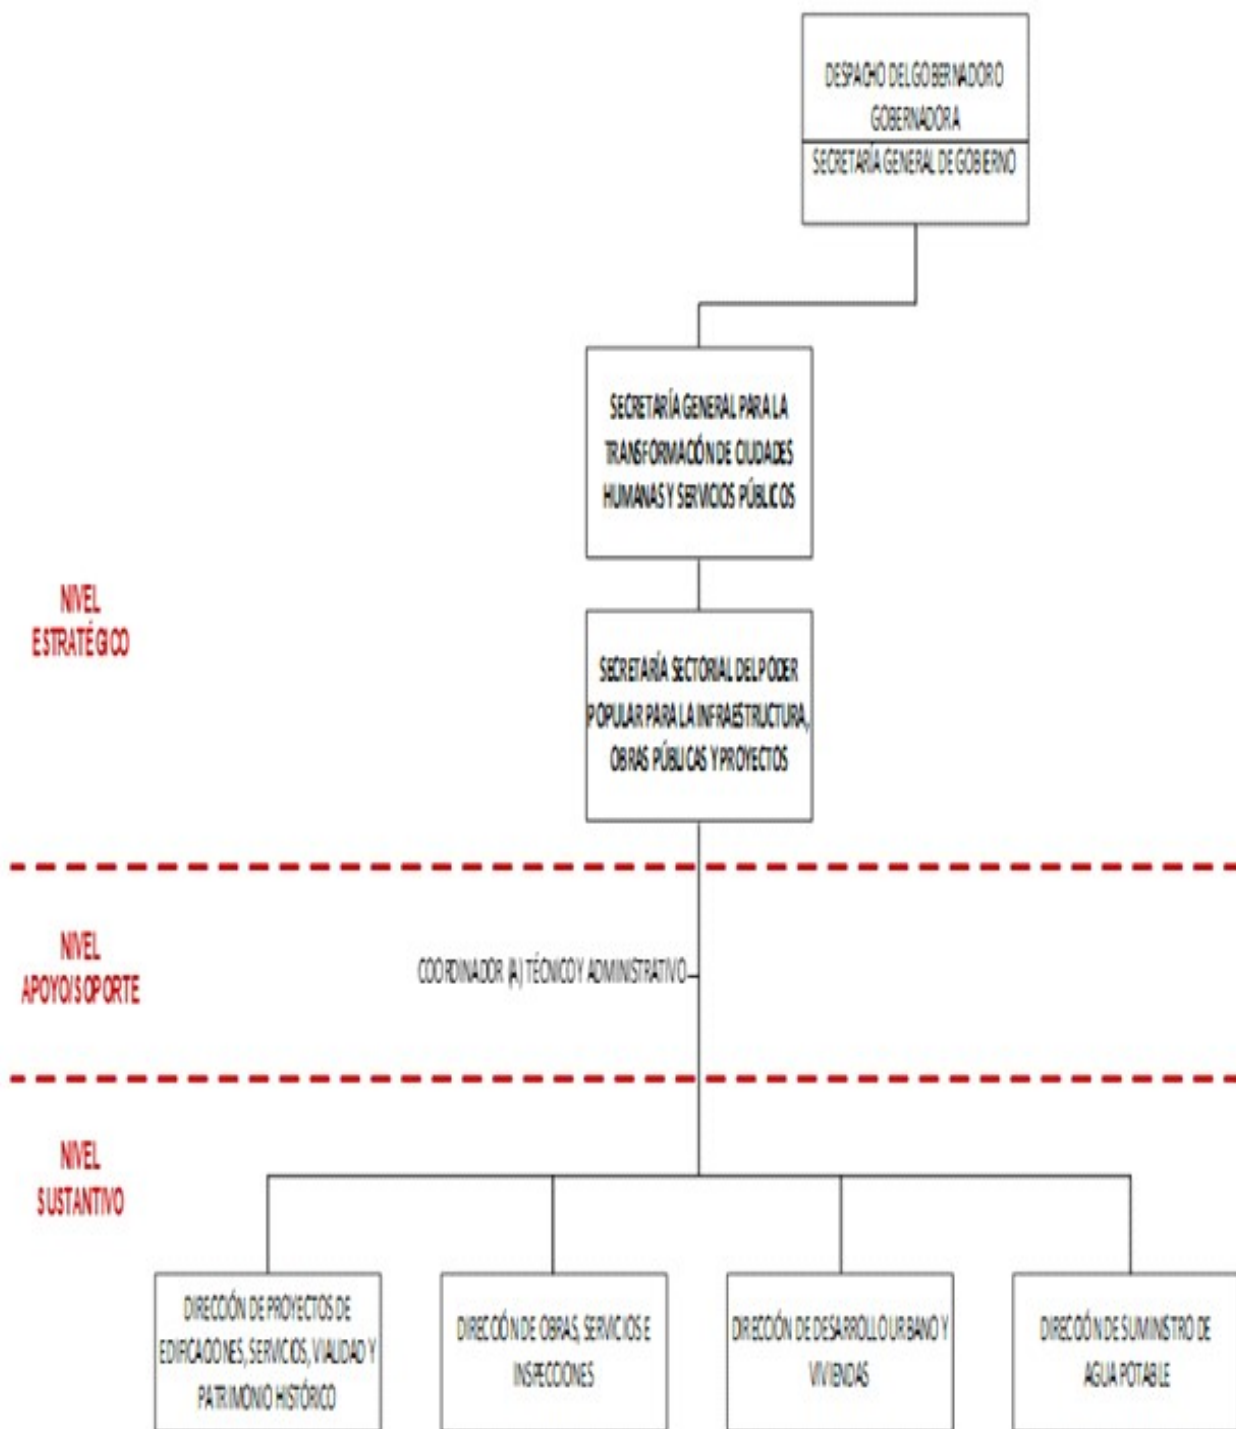 DESPACHO DEL GOBERNADOR O
GOBERNADORA
SECRETARÍA GENERAL DE GOBIERNO
SECRETARÍA GENERAL PARA LA
TRANSFORMACIÓN DE CIUDADES
HUMANAS Y SERVICIOS PÚBLICOS
NIVEL
ESTRATÉGICO
SECRETARÍA SECTORIAL DEL PODER
POPULAR PARA LA INFRAESTRUCTURA,
OBRAS PÚBLICAS Y PROYECTOS
NIVEL
APOYO/SOPORTE
COORDINADOR (A) TÉCNICO Y ADMINISTRATIVO
NIVEL
SUSTANTIVO
DIRECCIÓN DE PROYECTOS DE
EDIFICACIONES, SERVICIOS, VIALIDAD Y
PATRIMONIO HISTÓRICO
DIRECCIÓN DE OBRAS, SERVICIOS E
INSPECCIONES
DIRECCIÓN DE DESARROLLO URBANO Y
VIVIENDAS
DIRECCIÓN DE SUMINISTRO DE
AGUA POTABLE